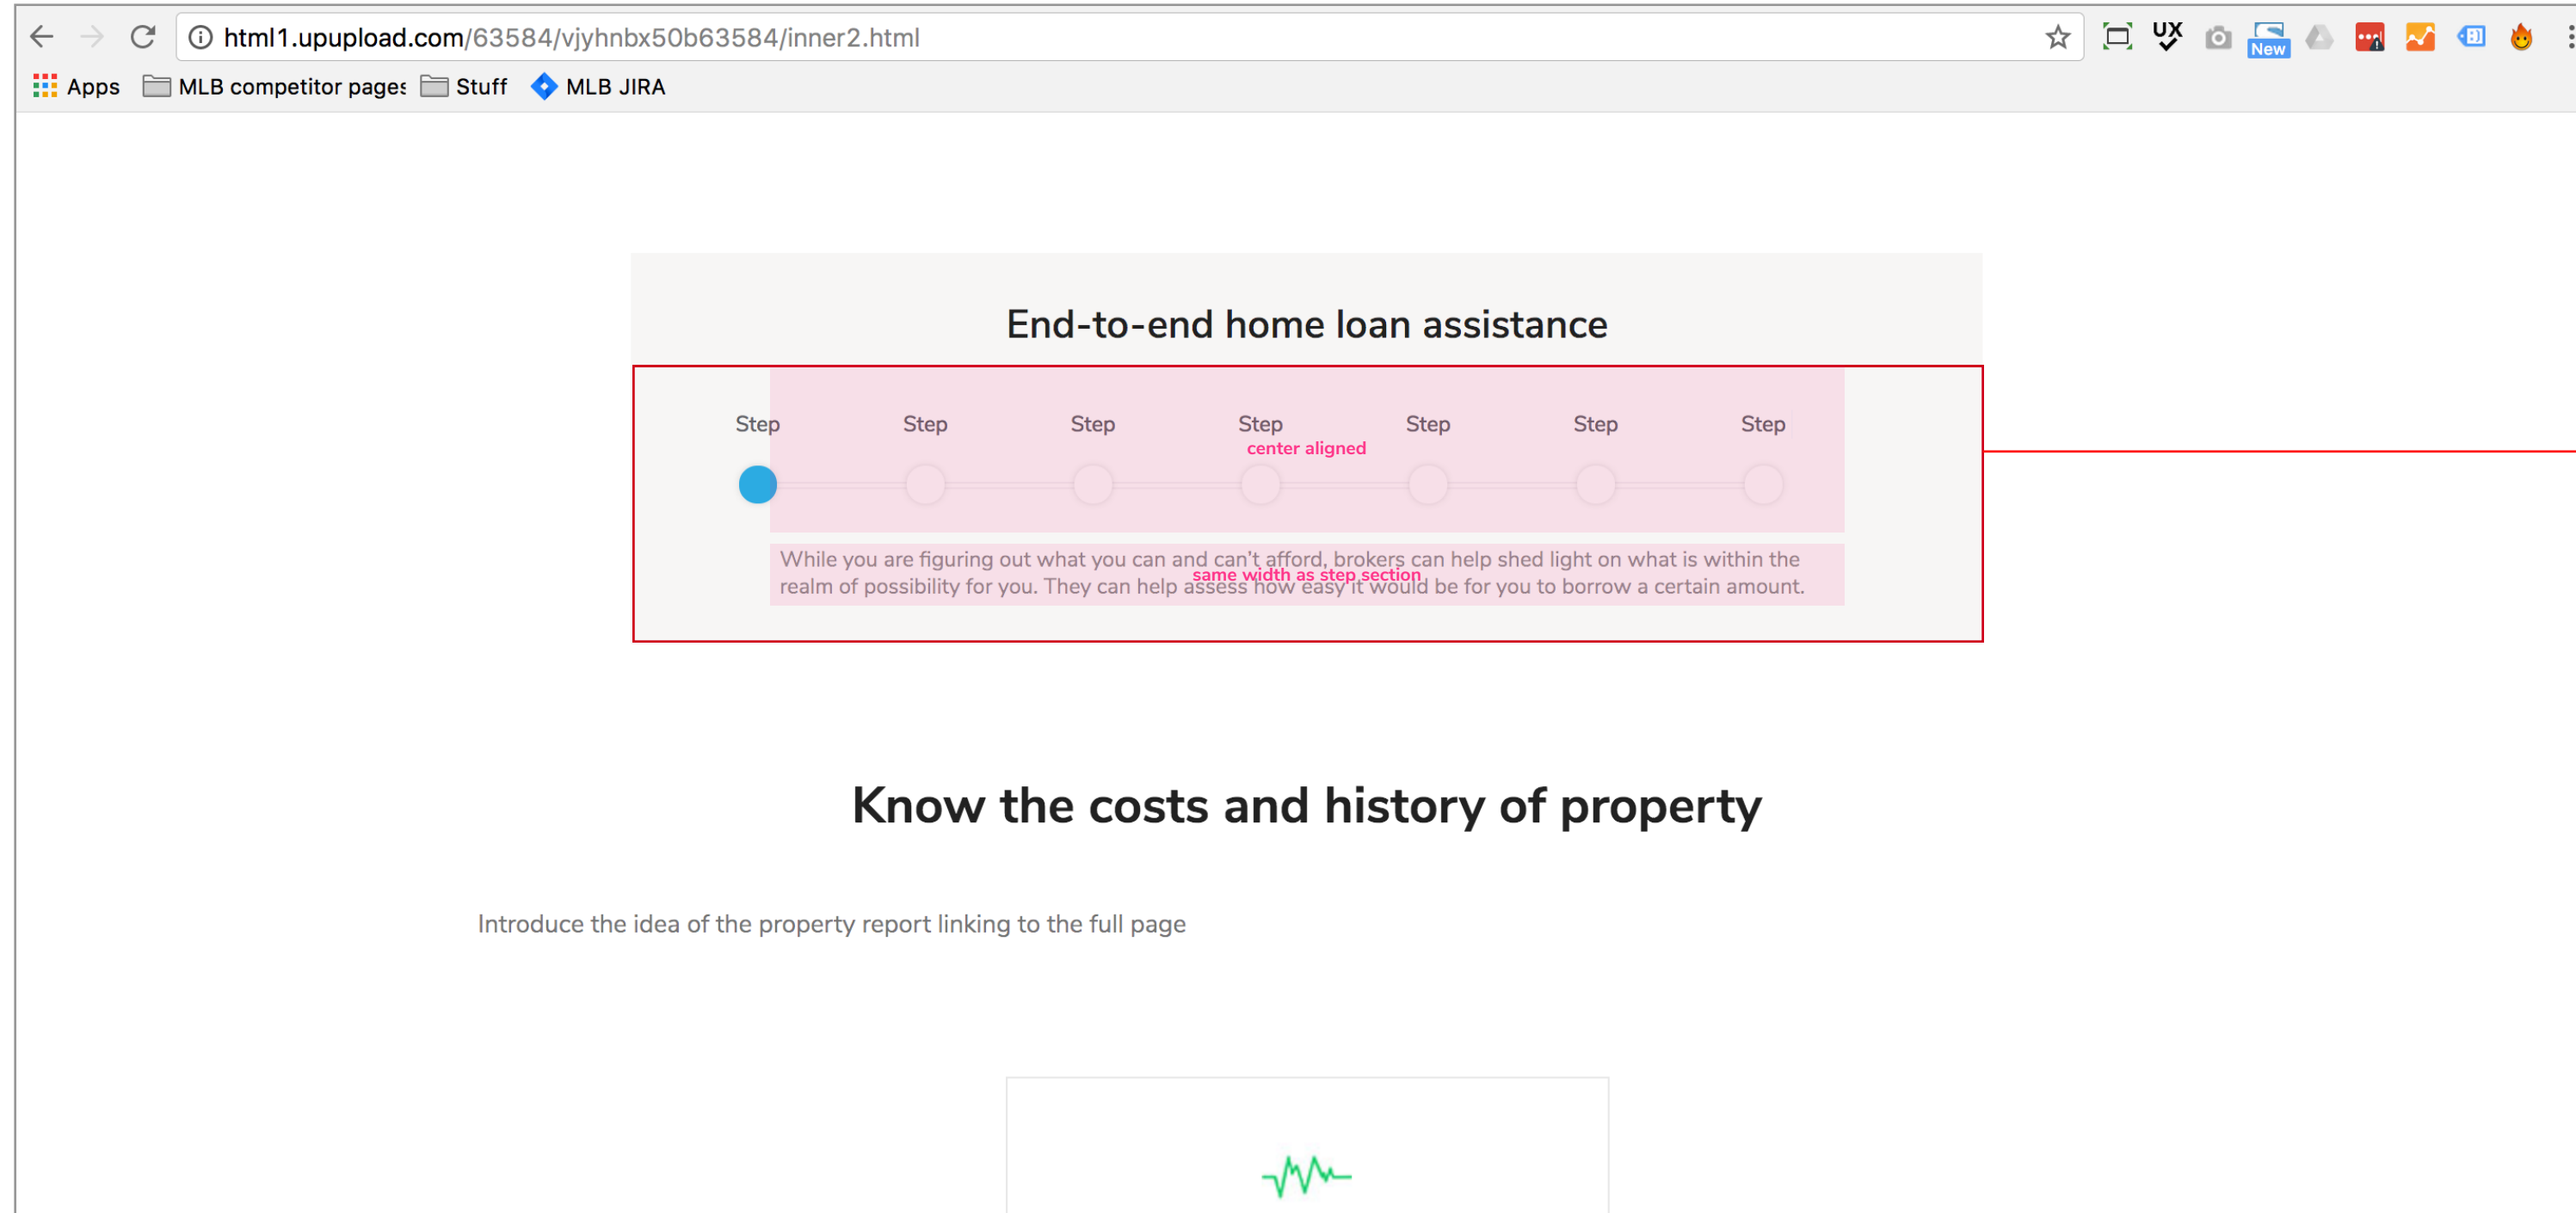 html1.upupload.com/63584/vjyhnbx50b63584/inner2.html
UX
New
Apps MLB competitor pages Stuff MLB JIRA
End-to-end home loan assistance
Step Step Step Step Step Step Step
center aligned
While you are figuring out what you can and can't afford, brokers can help shed light on what is within the
same width as step section
realm of possibility for you. They can help assess how easy it would be for you to borrow a certain amount.
Know the costs and history of property
Introduce the idea of the property report linking to the full page